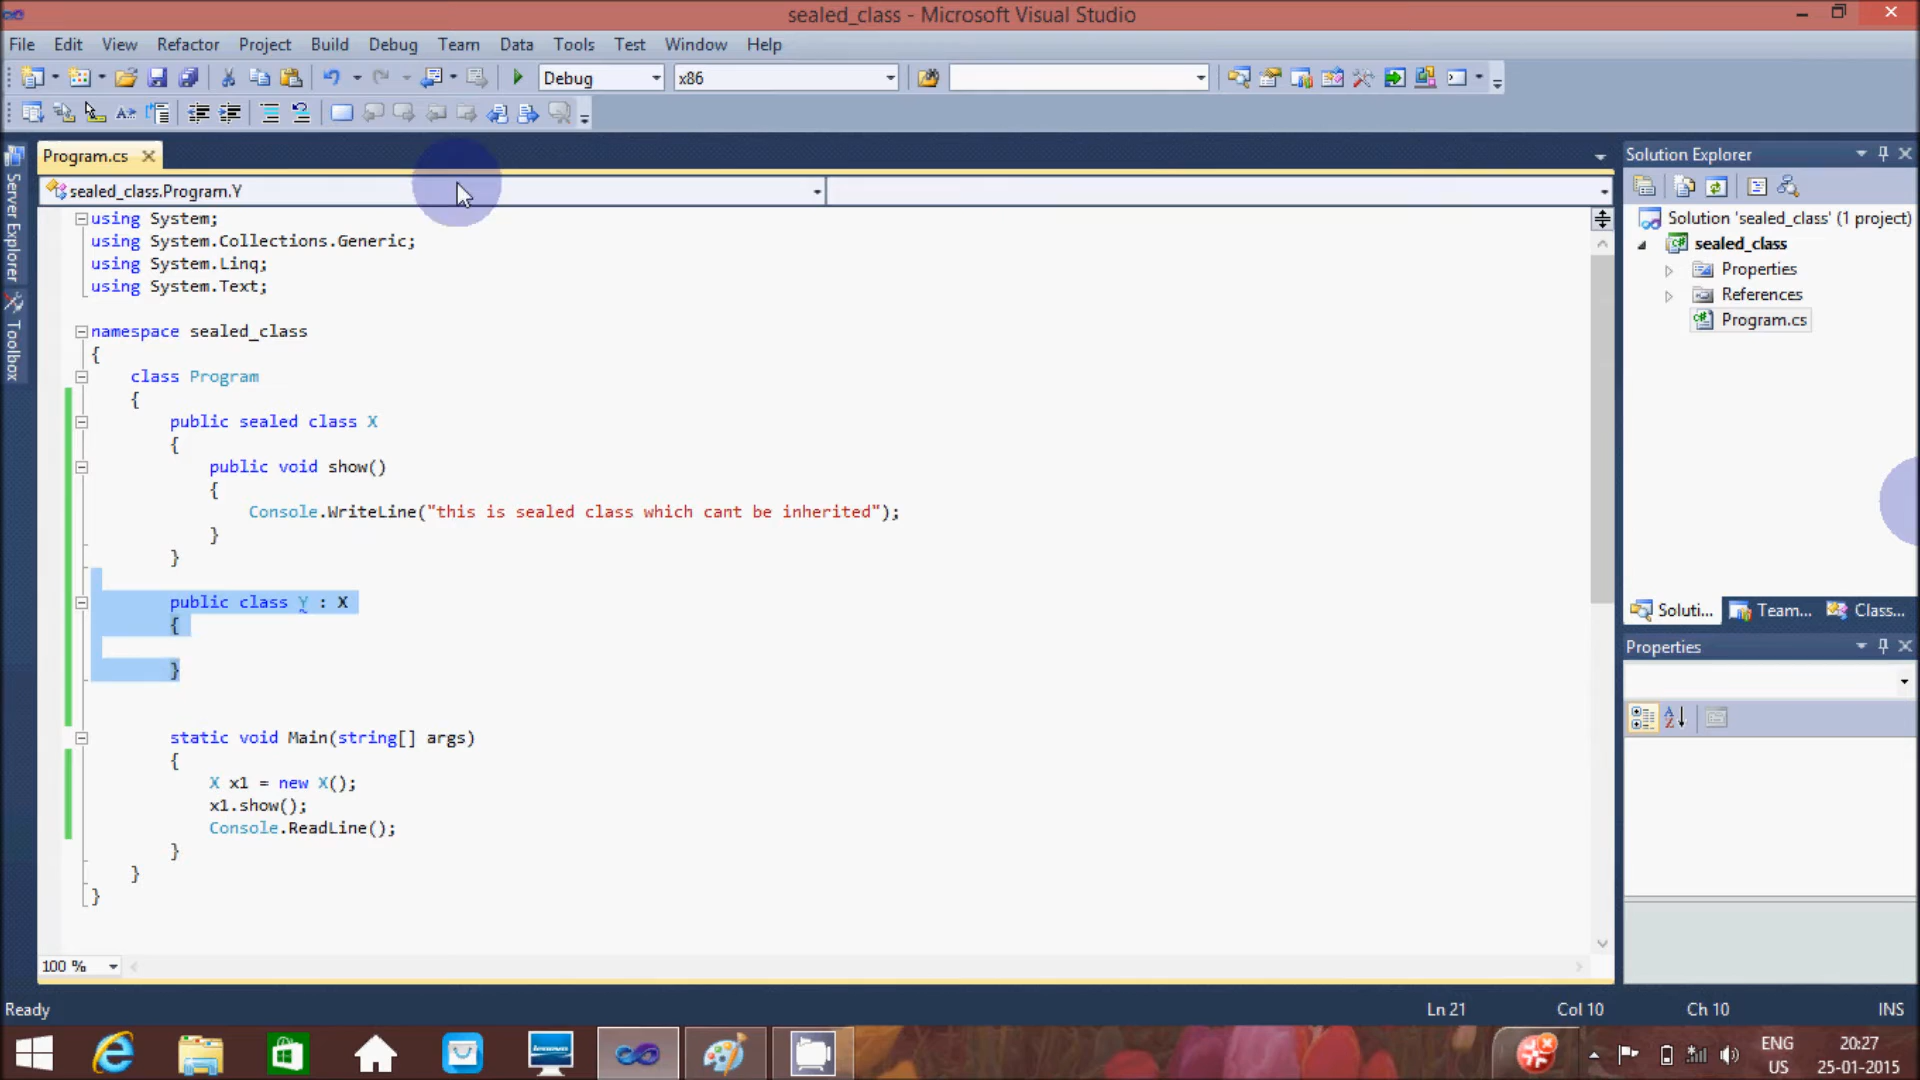 sealed_class - Microsoft Visual Studio
File Edit View Refactor Project Build Debug Team Data Tools Test Window Help
Debug x86
Program.cs
sealed_class.Program.Y
Server Explorer
Toolbox
using System;
using System.Collections.Generic;
using System.Linq;
using System.Text;
namespace sealed_class
{
class Program
{
public sealed class X
{
public void show()
{
Console.WriteLine("this is sealed class which cant be inherited");
}
}
public class Y : X
{
}
static void Main(string[] args)
{
X x1 = new X();
x1.show();
Console.ReadLine();
}
}
}
100 %
Solution Explorer
Solution 'sealed_class' (1 project)
sealed_class
Properties
References
Program.cs
Soluti... Team... Class...
Properties
Ready Ln 21 Col 10 Ch 10 INS
ENG 20:27
US 25-01-2015